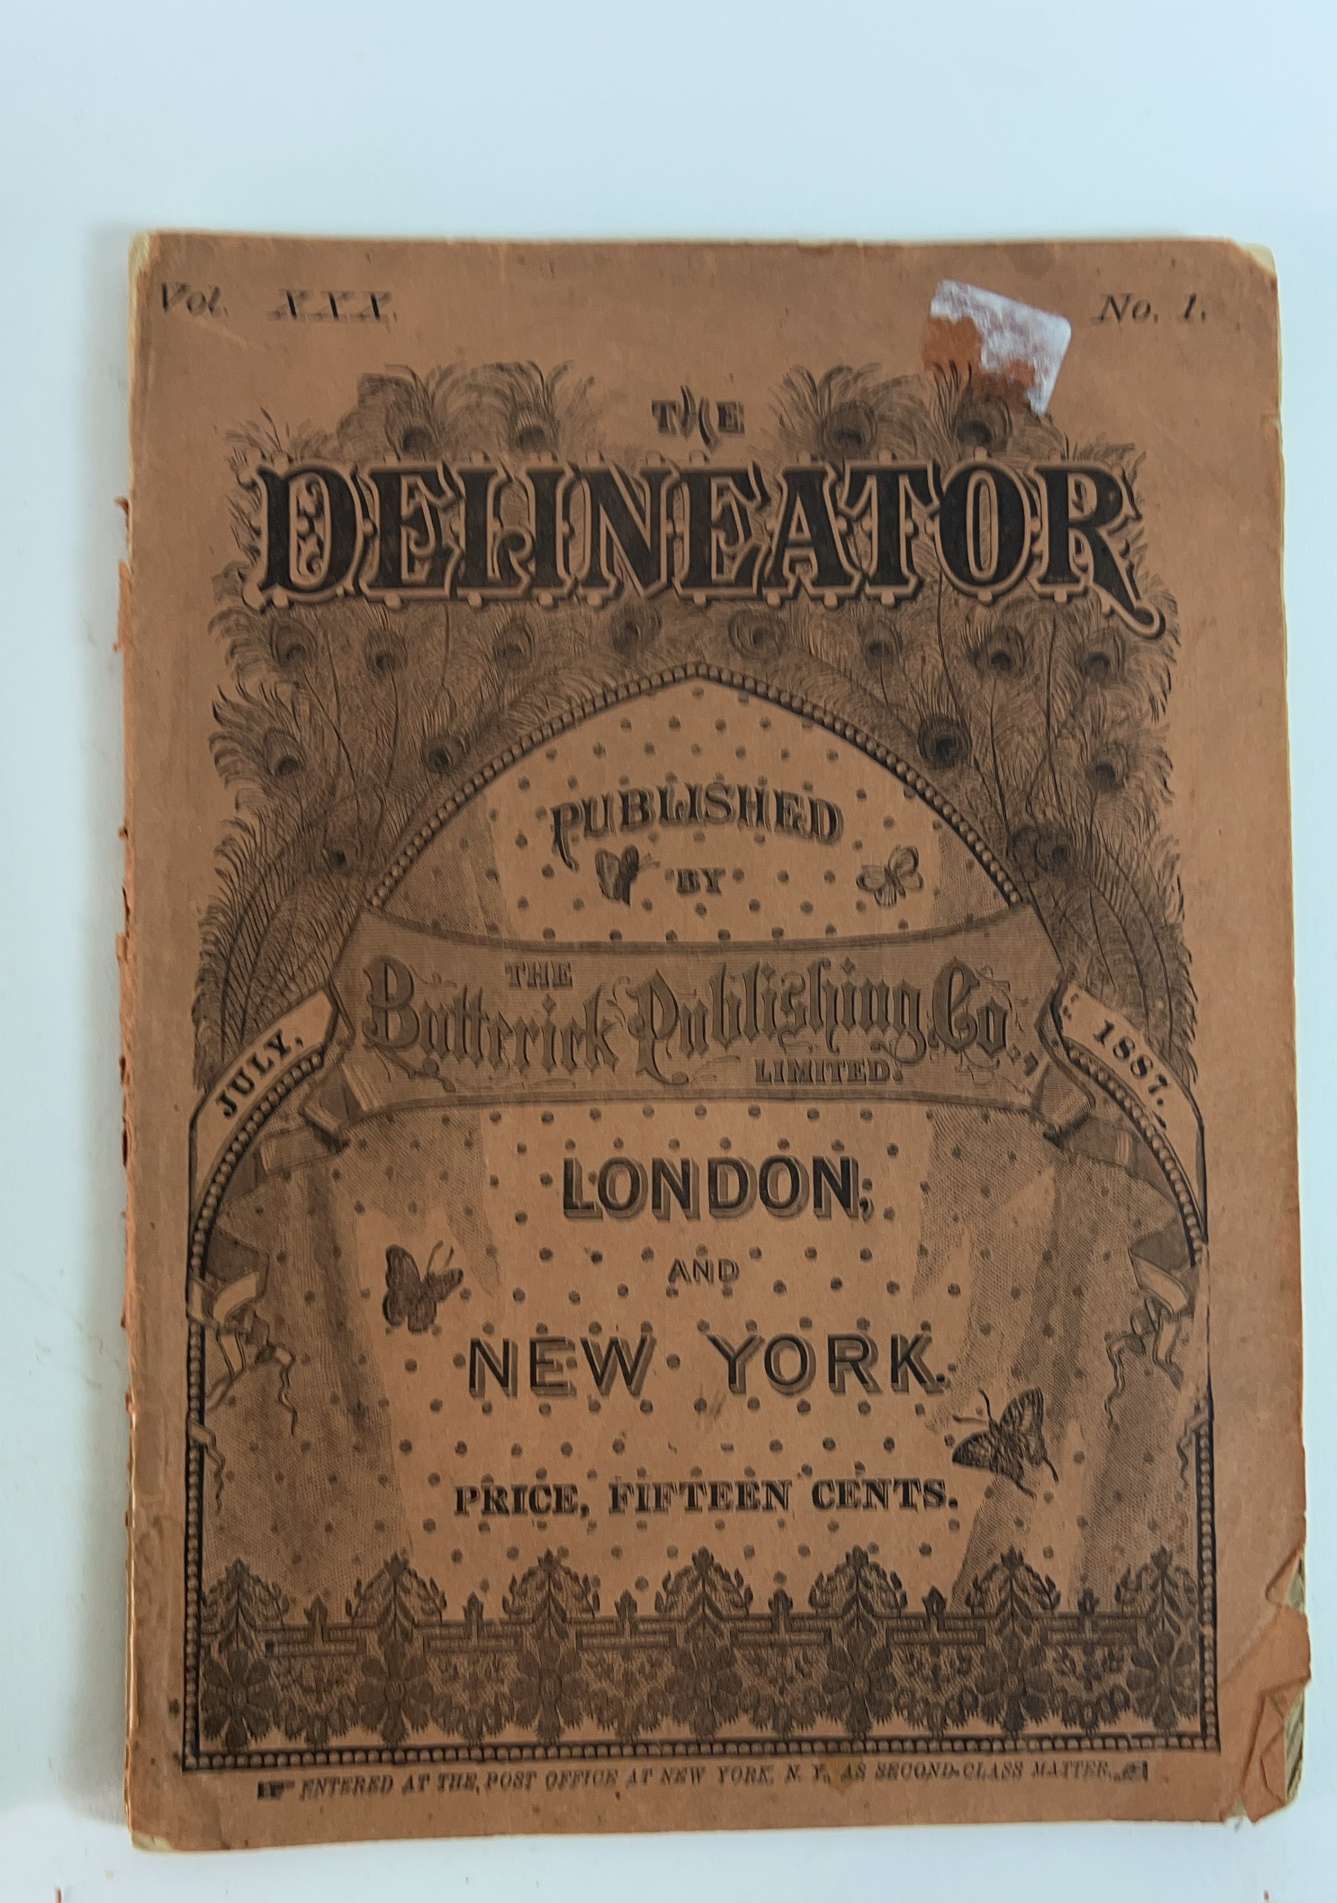 Vol. XXX. No. 1.
THE
DELINEATOR
PUBLISHED
BY
THE
Butterick Publishing Co.
LIMITED.
JULY, 1887.
LONDON,
AND
NEW YORK.
PRICE, FIFTEEN CENTS.
ENTERED AT THE POST OFFICE AT NEW YORK, N. Y., AS SECOND-CLASS MATTER.